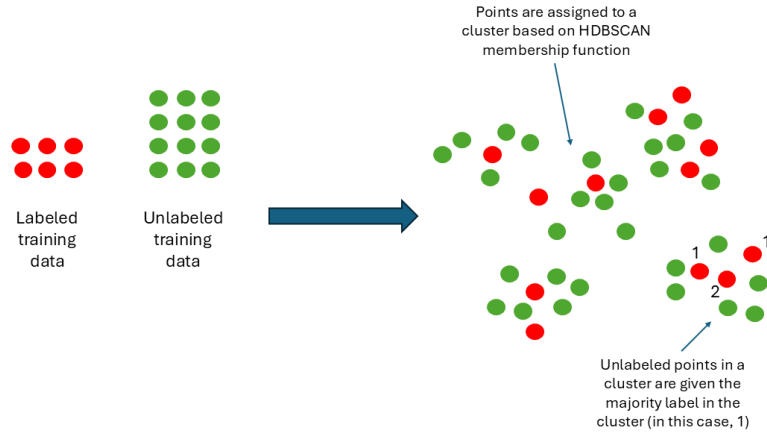 Points are assigned to a
cluster based on HDBSCAN
membership function
Labeled
training
data
Unlabeled
training
data
1
1
2
Unlabeled points in a
cluster are given the
majority label in the
cluster (in this case, 1)